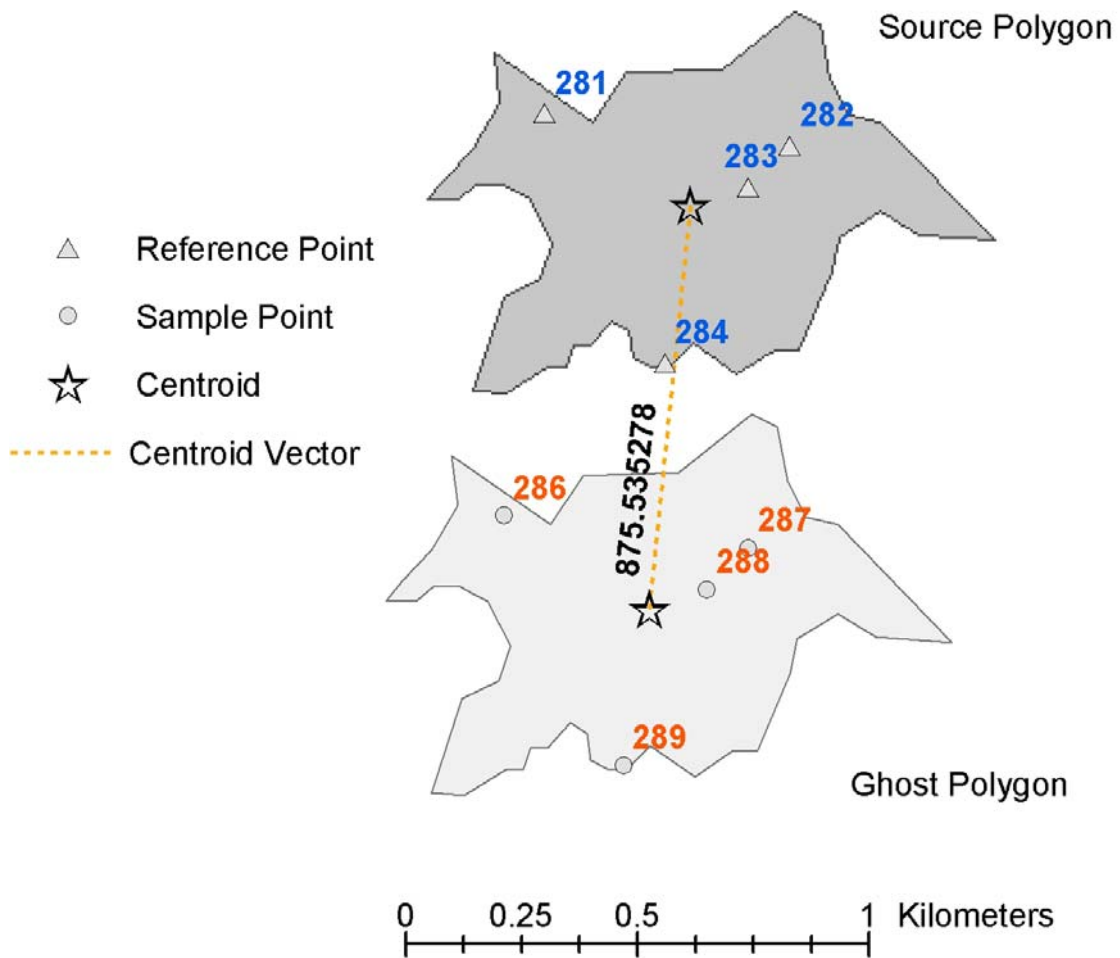 Source Polygon
281
282
283
Reference Point
Sample Point
284
Centroid
Centroid Vector
875.535278
286
287
288
289
Ghost Polygon
0 0.25 0.5 1 Kilometers